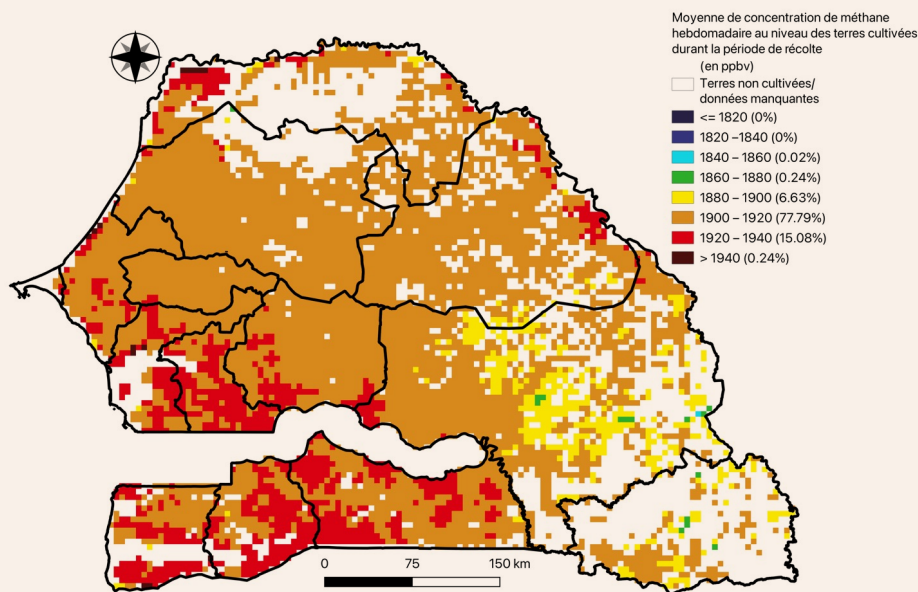 Moyenne de concentration de méthane
hebdomadaire au niveau des terres cultivées
durant la période de récolte
(en ppbv)
Terres non cultivées/
données manquantes
<= 1820 (0%)
1820 –1840 (0%)
1840 – 1860 (0.02%)
1860 – 1880 (0.24%)
1880 – 1900 (6.63%)
1900 – 1920 (77.79%)
1920 – 1940 (15.08%)
> 1940 (0.24%)
0 75 150 km